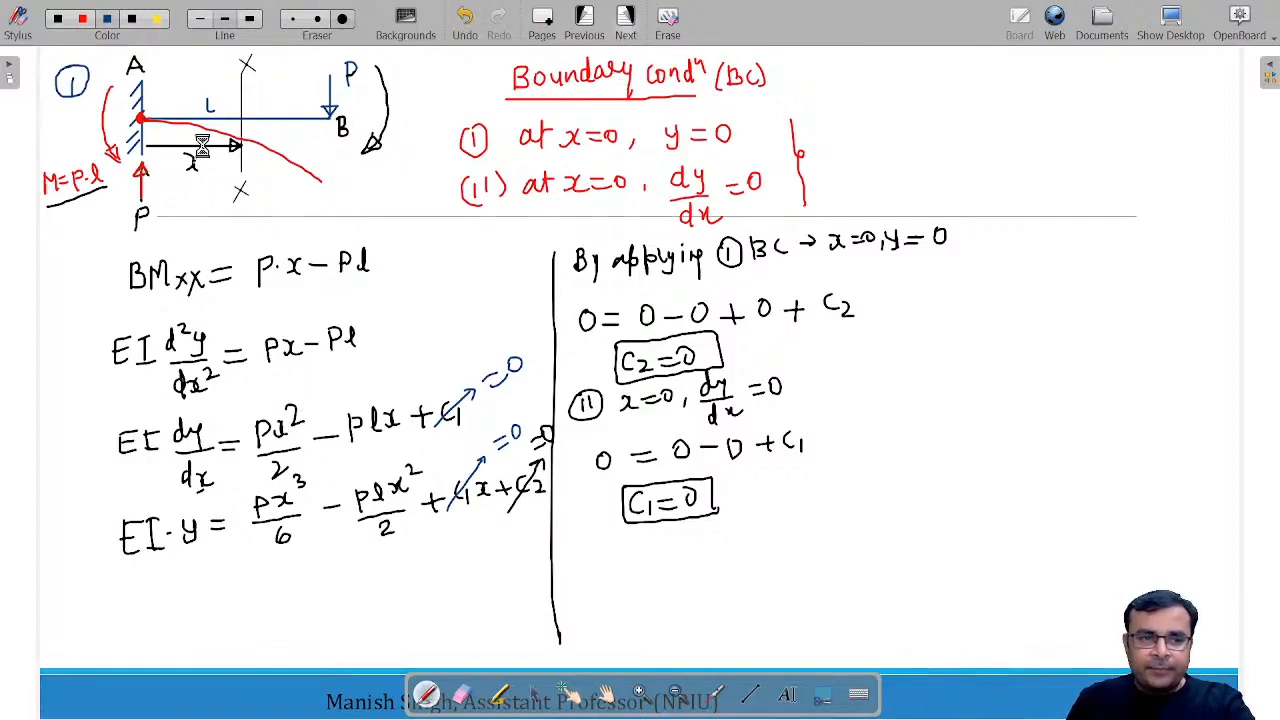 Stylus
Color
Line
Eraser
Backgrounds
Undo
Pages
Previous
Next
Erase
Board
Web
Documents
Show Desktop
OpenBoard
① A
L
P
B
x
X
X
M=P.l
P
Boundary condⁿ (BC)
(I) at x=0, y=0
(II) at x=0, dy/dx =0
BMxx = P.x − Pl
EI d²y/dx² = Px − Pl
EI dy/dx = Px²/2 − Plx + C₁ =0
EI.y = Px³/6 − Plx²/2 + C₁x + C₂ =0 =0
By applying ① BC → x=0, y=0
0 = 0 − 0 + 0 + C₂
C₂=0
(II) x=0, dy/dx =0
0 = 0 − 0 + C₁
C₁=0
Manish Singh, Assistant Professor (NMIU)